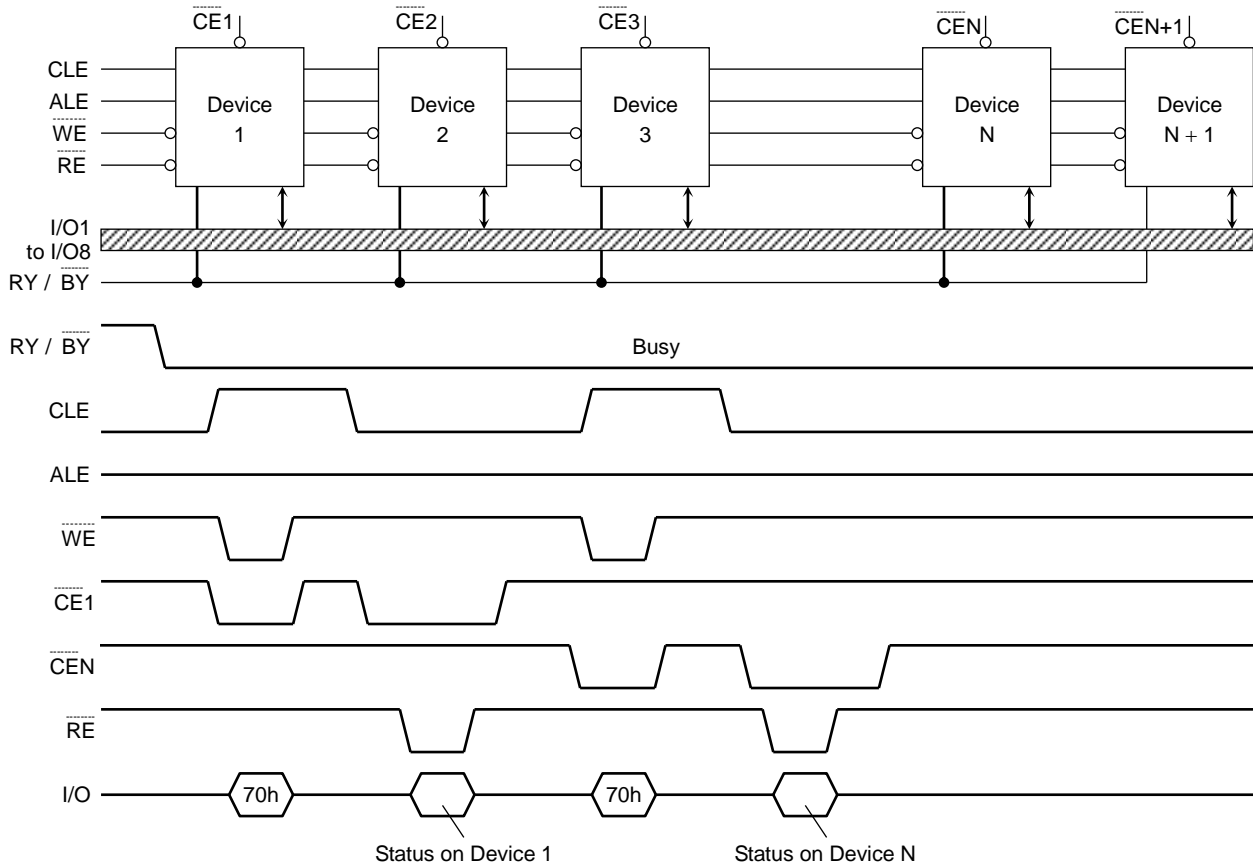 CE1 CE2 CE3 CEN CEN+1
CLE
ALE
WE
RE
Device
1
Device
2
Device
3
Device
N
Device
N + 1
I/O1
to I/O8
RY / BY
RY / BY
Busy
CLE
ALE
WE
CE1
CEN
RE
I/O
70h
70h
Status on Device 1
Status on Device N